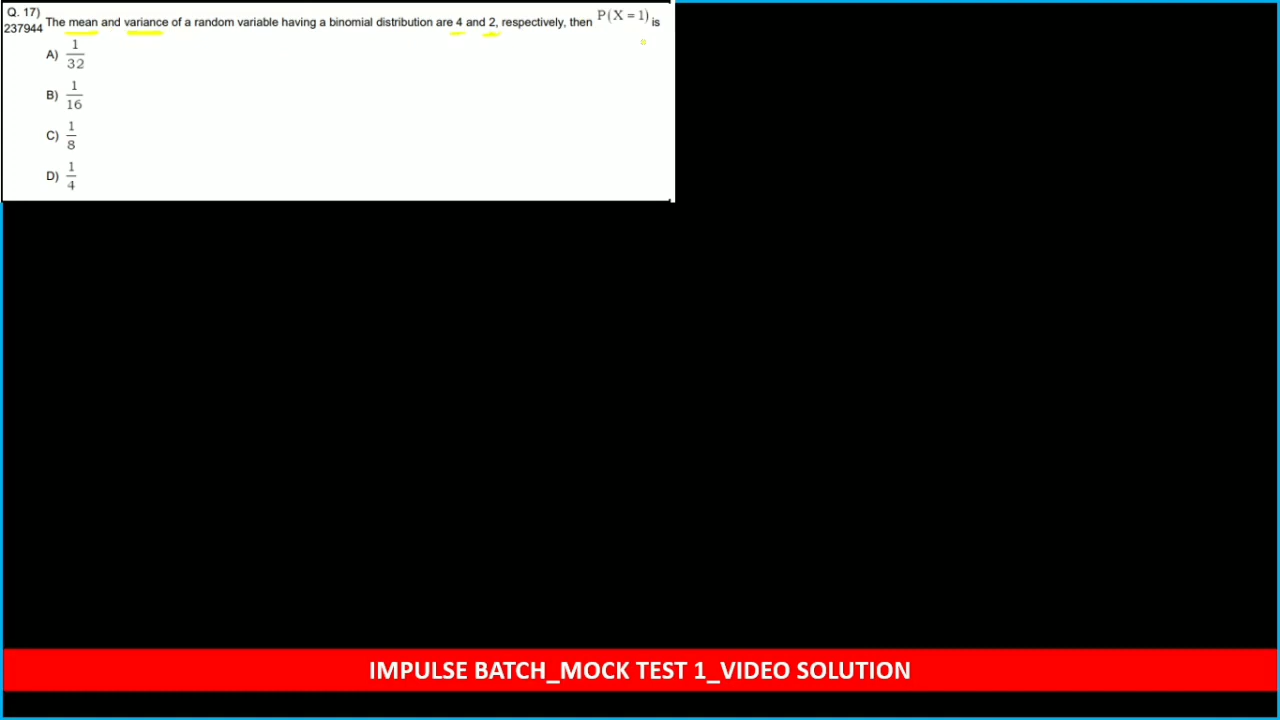 Q. 17)
237944 The mean and variance of a random variable having a binomial distribution are 4 and 2, respectively, then P(X = 1) is
A) 1/32
B) 1/16
C) 1/8
D) 1/4
IMPULSE BATCH_MOCK TEST 1_VIDEO SOLUTION